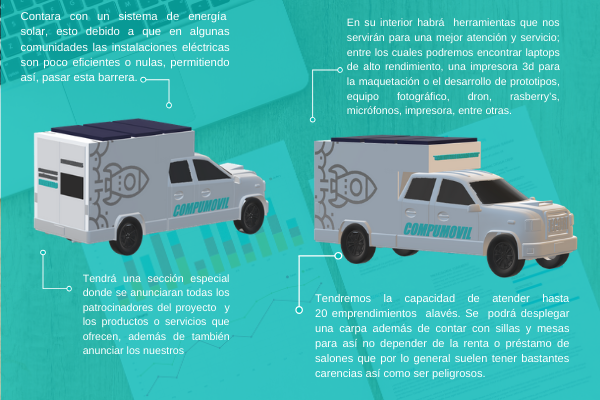 Contara con un sistema de energía
solar, esto debido a que en algunas
comunidades las instalaciones eléctricas
son poco eficientes o nulas, permitiendo
así, pasar esta barrera.
En su interior habrá herramientas que nos
servirán para una mejor atención y servicio;
entre los cuales podremos encontrar laptops
de alto rendimiento, una impresora 3d para
la maquetación o el desarrollo de prototipos,
equipo fotográfico, dron, rasberry's,
micrófonos, impresora, entre otras.
COMPUMOVIL
COMPUMOVIL
Tendrá una sección especial
donde se anunciaran todas los
patrocinadores del proyecto y
los productos o servicios que
ofrecen, además de también
anunciar los nuestros
Tendremos la capacidad de atender hasta
20 emprendimientos alavés. Se podrá desplegar
una carpa además de contar con sillas y mesas
para así no depender de la renta o préstamo de
salones que por lo general suelen tener bastantes
carencias así como ser peligrosos.